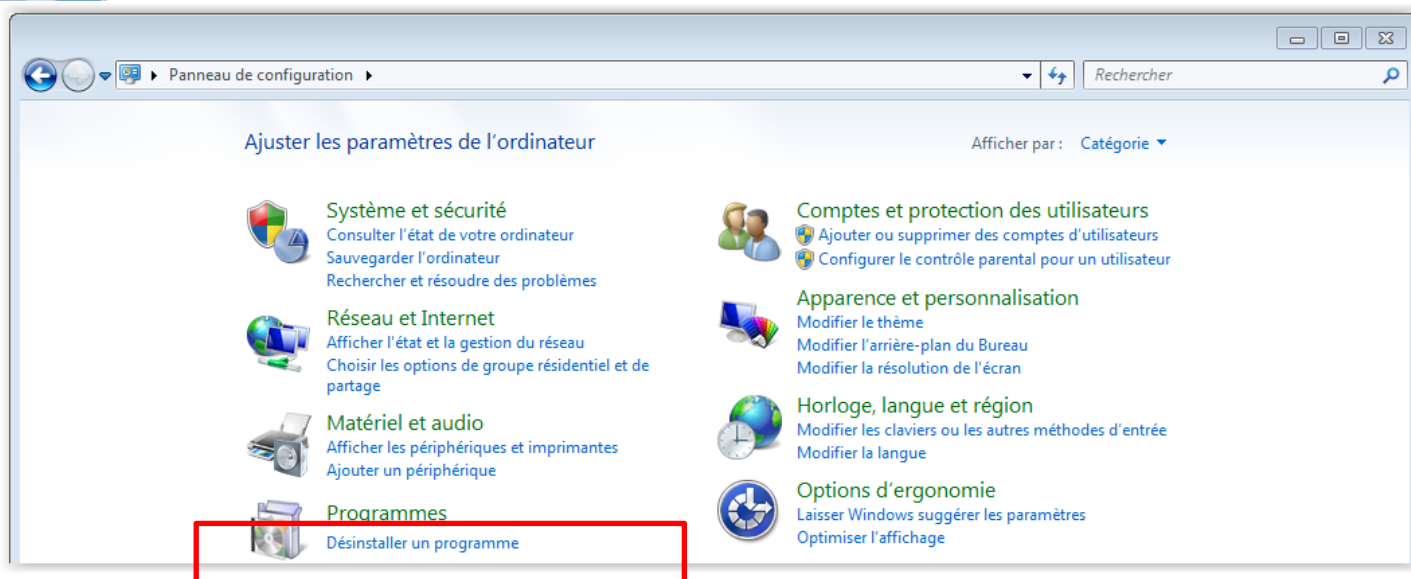 Panneau de configuration
Rechercher
Ajuster les paramètres de l'ordinateur
Afficher par : Catégorie
Système et sécurité
Consulter l'état de votre ordinateur
Sauvegarder l'ordinateur
Rechercher et résoudre des problèmes
Réseau et Internet
Afficher l'état et la gestion du réseau
Choisir les options de groupe résidentiel et de
partage
Matériel et audio
Afficher les périphériques et imprimantes
Ajouter un périphérique
Programmes
Désinstaller un programme
Comptes et protection des utilisateurs
Ajouter ou supprimer des comptes d'utilisateurs
Configurer le contrôle parental pour un utilisateur
Apparence et personnalisation
Modifier le thème
Modifier l'arrière-plan du Bureau
Modifier la résolution de l'écran
Horloge, langue et région
Modifier les claviers ou les autres méthodes d'entrée
Modifier la langue
Options d'ergonomie
Laisser Windows suggérer les paramètres
Optimiser l'affichage